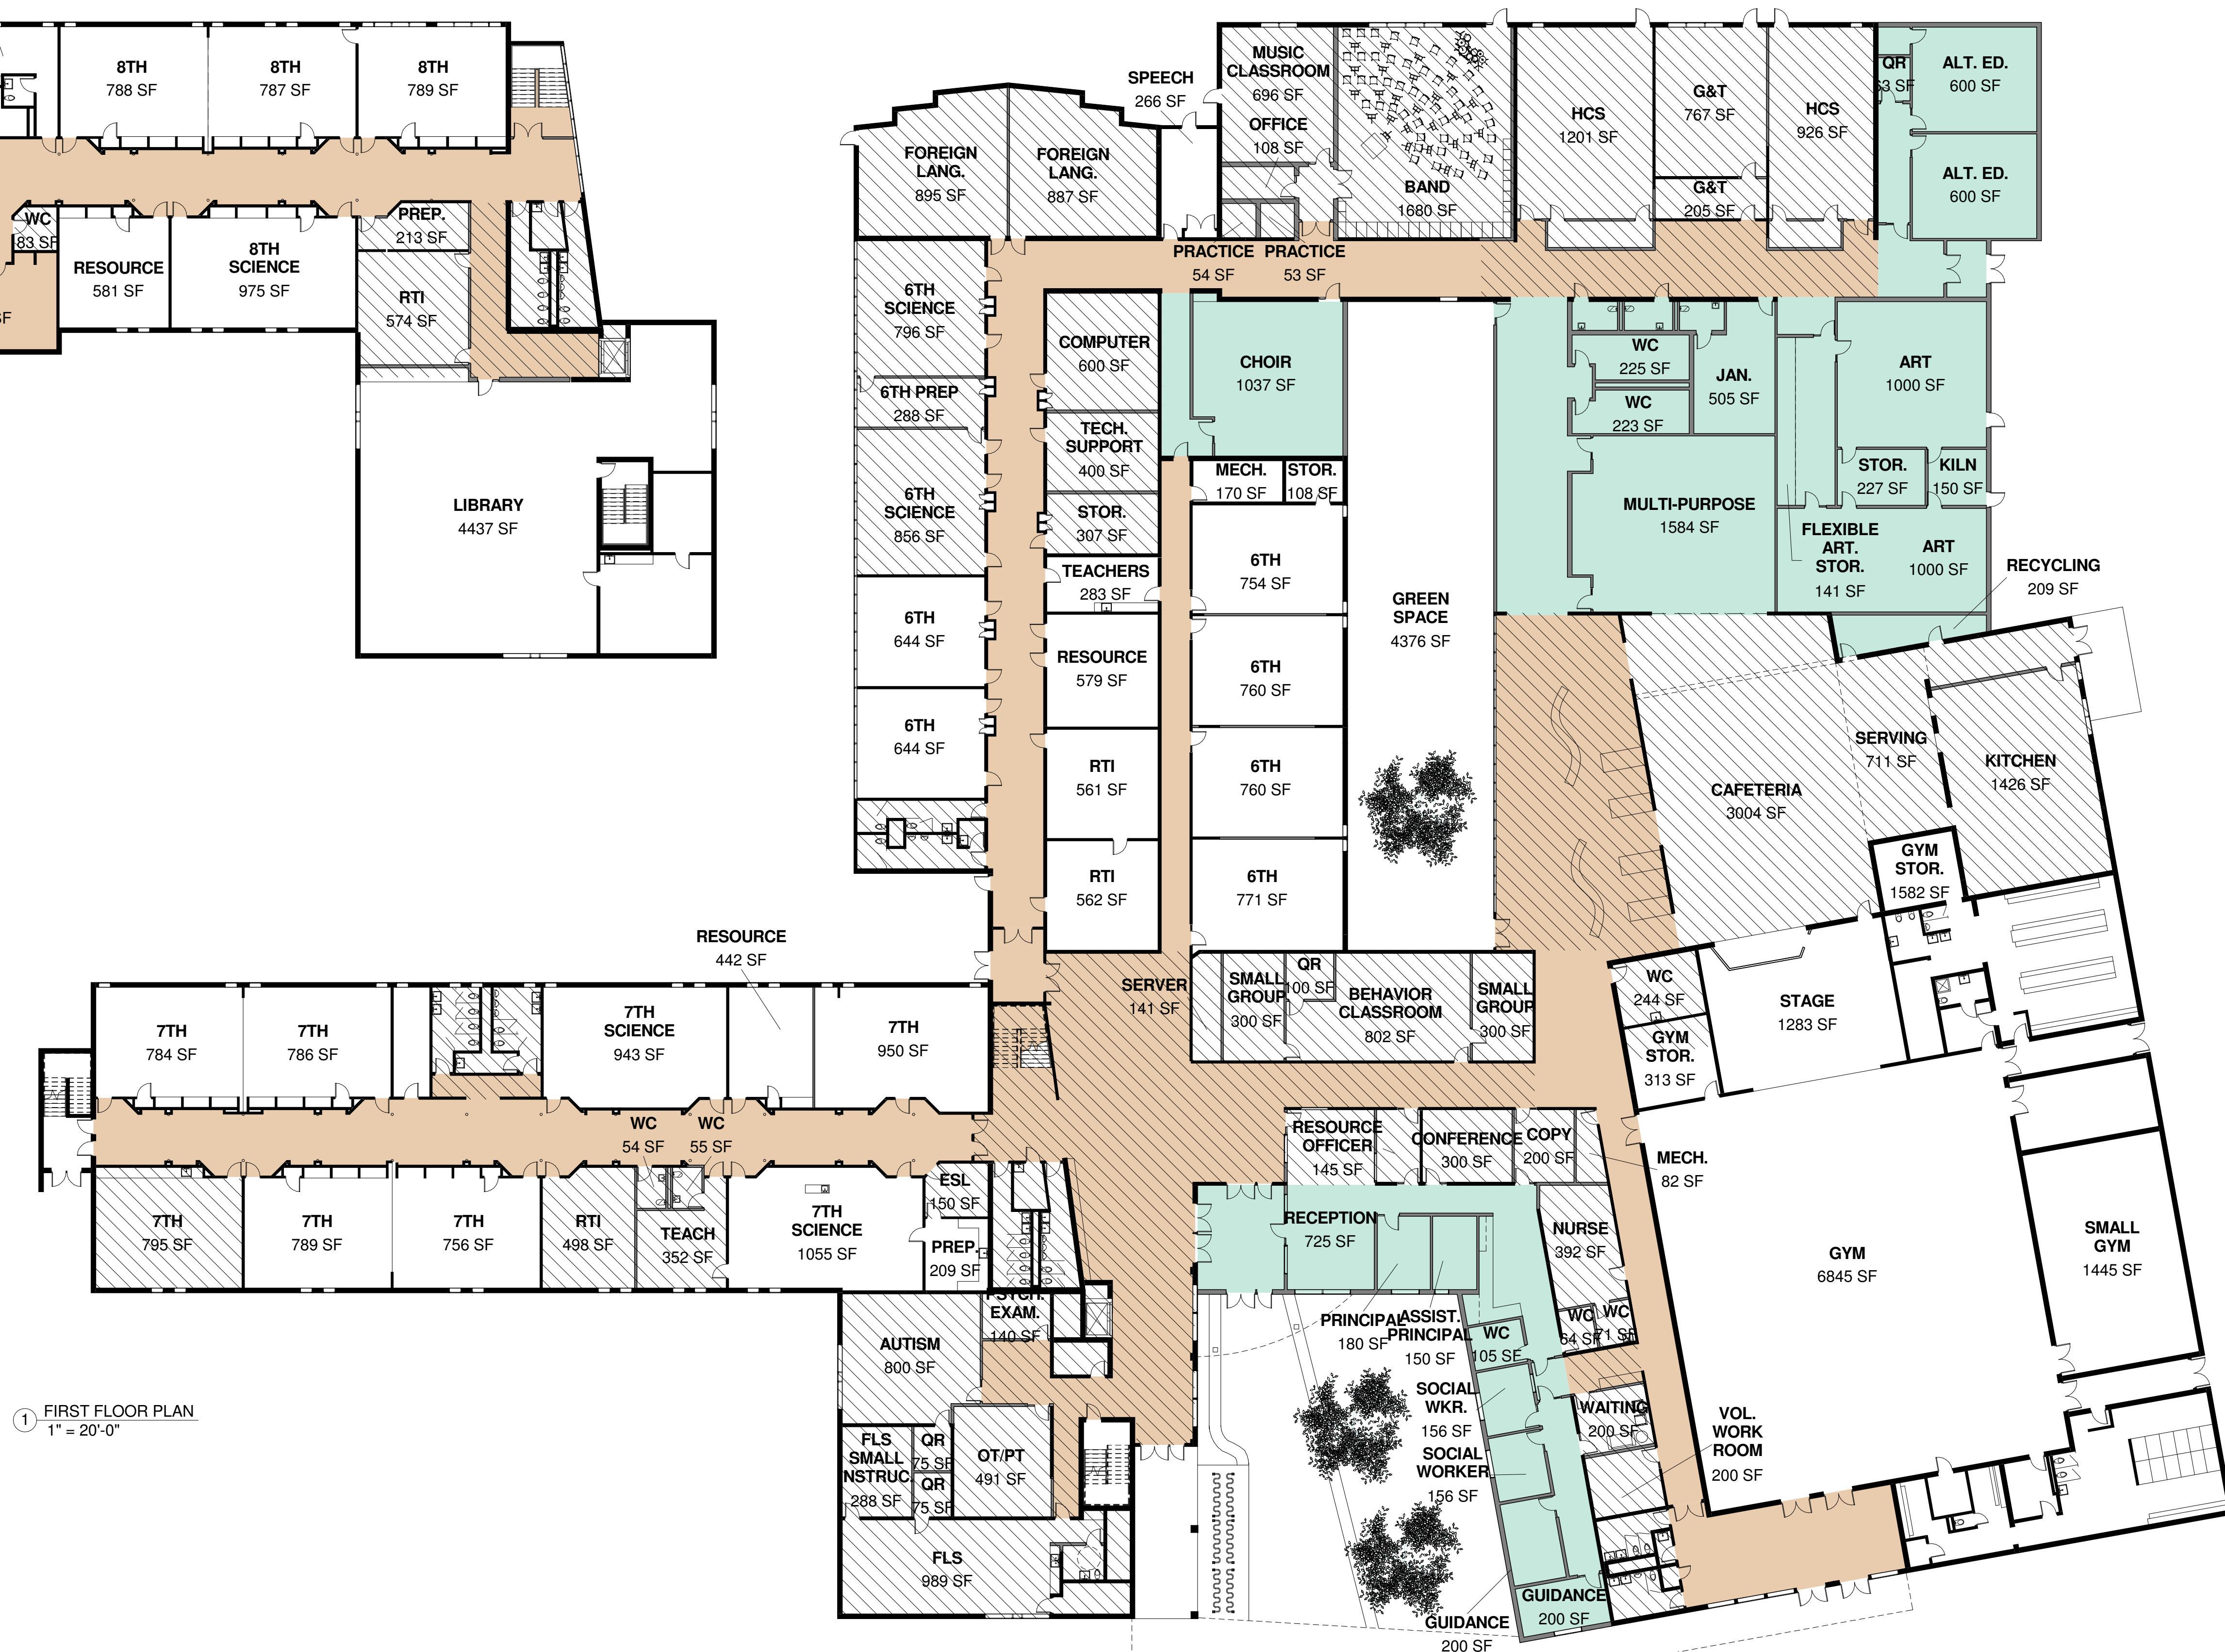 8TH
788 SF
8TH
787 SF
8TH
789 SF
WC
83 SF
RESOURCE
581 SF
8TH
SCIENCE
975 SF
PREP.
213 SF
RTI
574 SF
SF
LIBRARY
4437 SF
SPEECH
266 SF
FOREIGN
LANG.
895 SF
FOREIGN
LANG.
887 SF
MUSIC
CLASSROOM
696 SF
OFFICE
108 SF
BAND
1680 SF
HCS
1201 SF
G&T
767 SF
G&T
205 SF
HCS
926 SF
QR
63 SF
ALT. ED.
600 SF
ALT. ED.
600 SF
PRACTICE
54 SF
PRACTICE
53 SF
6TH
SCIENCE
796 SF
6TH PREP
288 SF
6TH
SCIENCE
856 SF
6TH
644 SF
6TH
644 SF
COMPUTER
600 SF
TECH.
SUPPORT
400 SF
STOR.
307 SF
TEACHERS
283 SF
RESOURCE
579 SF
RTI
561 SF
RTI
562 SF
CHOIR
1037 SF
MECH.
170 SF
STOR.
108 SF
6TH
754 SF
6TH
760 SF
6TH
760 SF
6TH
771 SF
GREEN
SPACE
4376 SF
WC
225 SF
WC
223 SF
JAN.
505 SF
ART
1000 SF
STOR.
227 SF
KILN
150 SF
MULTI-PURPOSE
1584 SF
FLEXIBLE
ART.
STOR.
141 SF
ART
1000 SF
RECYCLING
209 SF
SERVING
711 SF
KITCHEN
1426 SF
CAFETERIA
3004 SF
GYM
STOR.
1582 SF
RESOURCE
442 SF
7TH
784 SF
7TH
786 SF
7TH
SCIENCE
943 SF
7TH
950 SF
SERVER
141 SF
SMALL
GROUP
300 SF
QR
100 SF
BEHAVIOR
CLASSROOM
802 SF
SMALL
GROUP
300 SF
WC
244 SF
GYM
STOR.
313 SF
STAGE
1283 SF
WC
54 SF
WC
55 SF
7TH
795 SF
7TH
789 SF
7TH
756 SF
RTI
498 SF
TEACH
352 SF
7TH
SCIENCE
1055 SF
ESL
150 SF
PREP.
209 SF
RESOURCE
OFFICER
145 SF
CONFERENCE
300 SF
COPY
200 SF
MECH.
82 SF
RECEPTION
725 SF
NURSE
392 SF
GYM
6845 SF
SMALL
GYM
1445 SF
PSYCH.
EXAM.
140 SF
AUTISM
800 SF
PRINCIPAL
180 SF
ASSIST.
PRINCIPAL
150 SF
WC
105 SF
WC
64 SF
WC
71 SF
SOCIAL
WKR.
156 SF
WAITING
200 SF
VOL.
WORK
ROOM
200 SF
SOCIAL
WORKER
156 SF
FLS
SMALL
INSTRUC.
288 SF
QR
75 SF
QR
75 SF
OT/PT
491 SF
FLS
989 SF
GUIDANCE
200 SF
GUIDANCE
200 SF
1 FIRST FLOOR PLAN
1" = 20'-0"